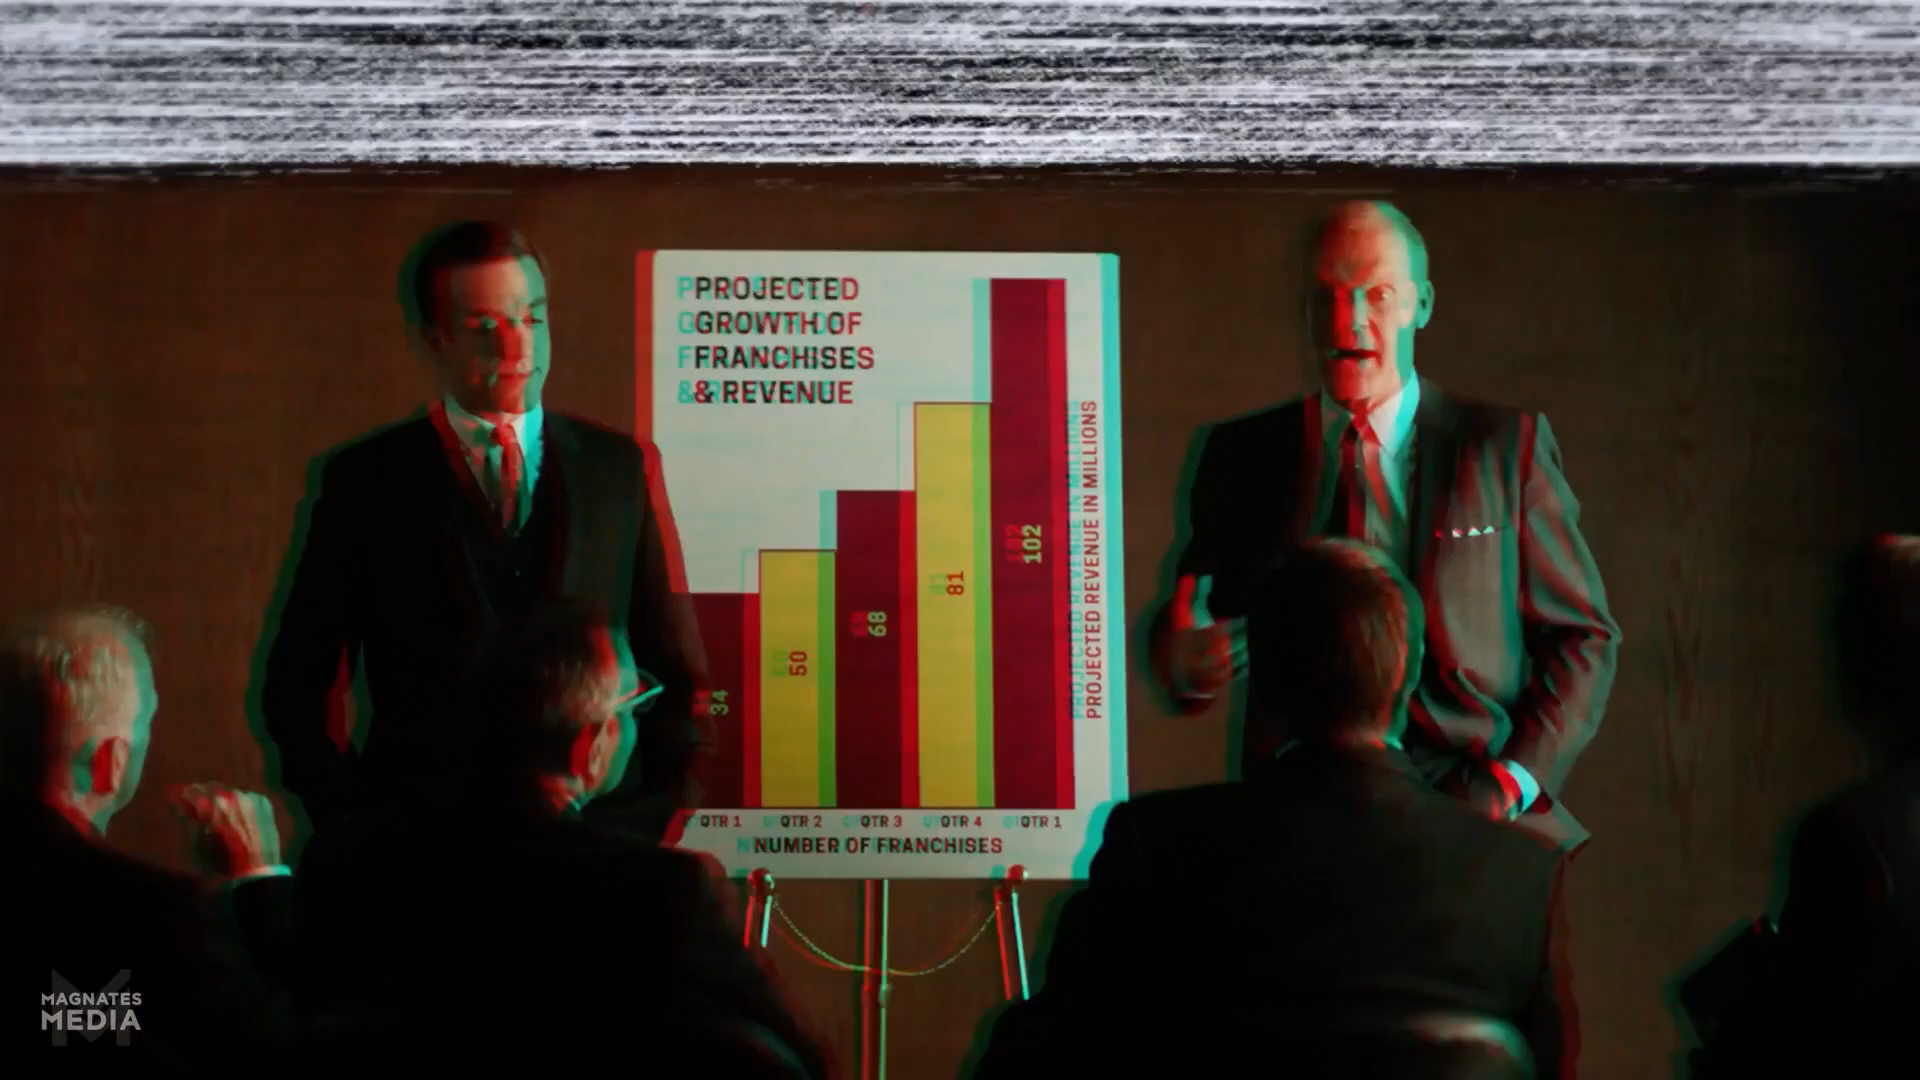 PROJECTED
GROWTH OF
FRANCHISES
& REVENUE
34
50
68
81
102
PROJECTED REVENUE IN MILLIONS
QTR 1
QTR 2
QTR 3
QTR 4
QTR 1
NUMBER OF FRANCHISES
MAGNATES
MEDIA